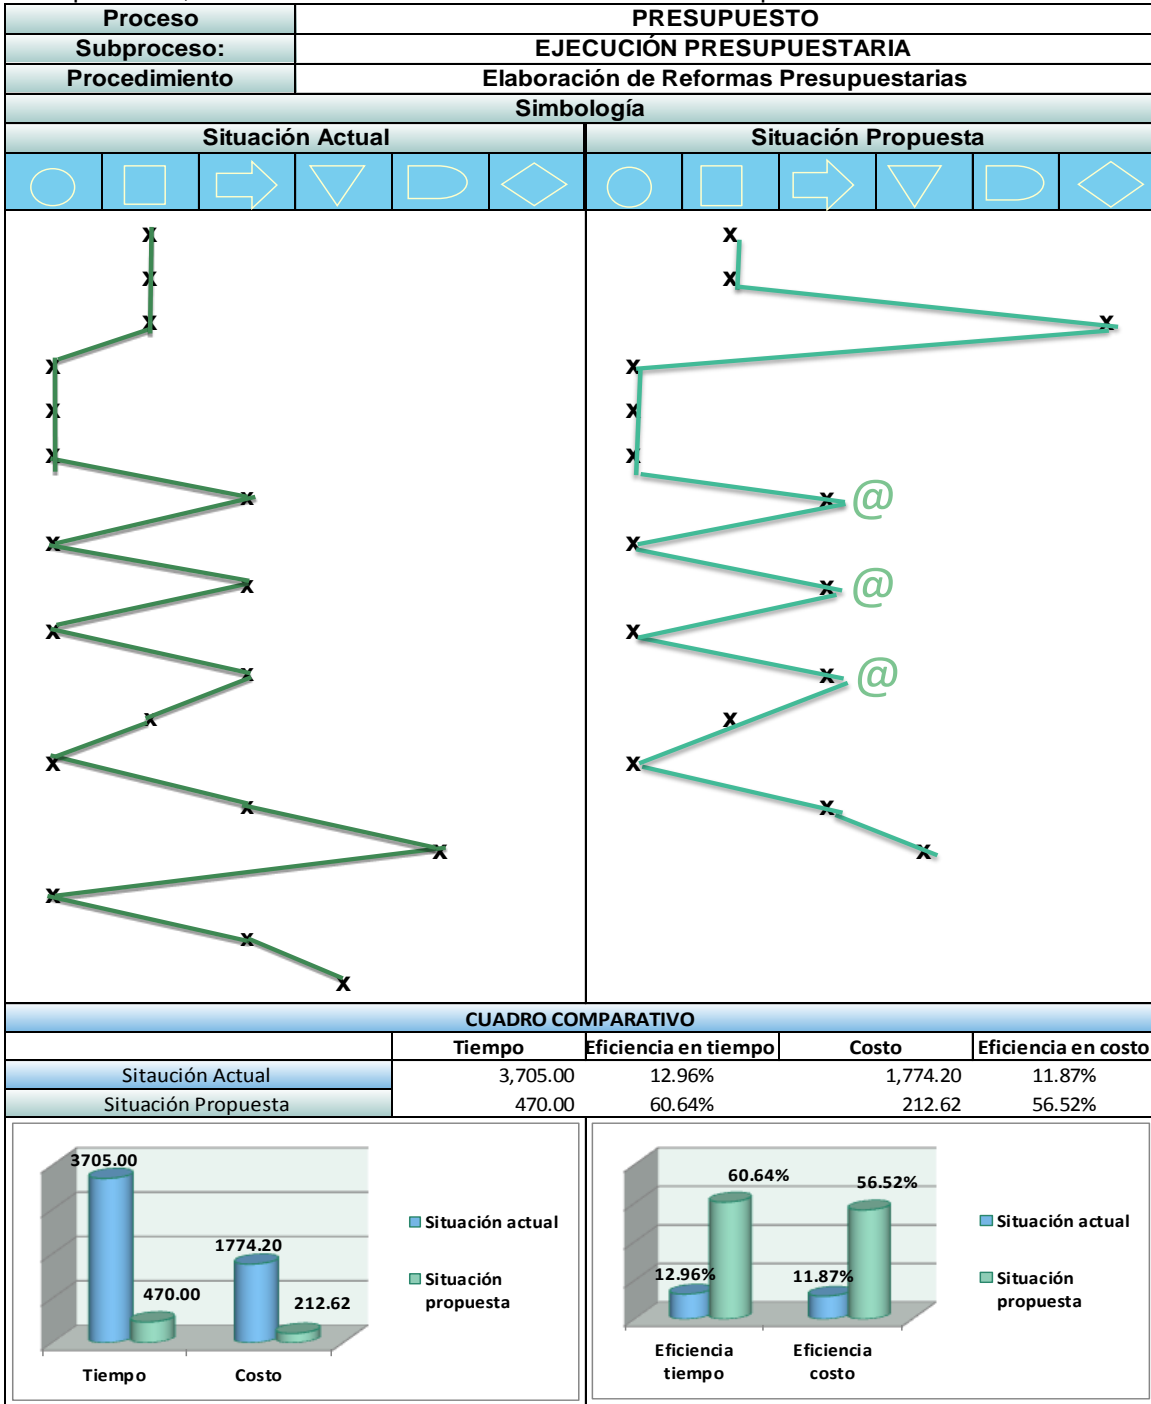 Proceso PRESUPUESTO
Subproceso: EJECUCIÓN PRESUPUESTARIA
Procedimiento Elaboración de Reformas Presupuestarias
Simbología
Situación Actual Situación Propuesta
X X
X X
X X
X X
X X
X X
X X @
X X
X X @
X X
X X @
X X
X X
X X
X X
X
X
X
CUADRO COMPARATIVO
Tiempo Eficiencia en tiempo Costo Eficiencia en costo
Sitaución Actual 3,705.00 12.96% 1,774.20 11.87%
Situación Propuesta 470.00 60.64% 212.62 56.52%
3705.00
1774.20
470.00
212.62
Tiempo Costo
Situación actual
Situación
propuesta
60.64%
56.52%
12.96%
11.87%
Eficiencia
tiempo
Eficiencia
costo
Situación actual
Situación
propuesta